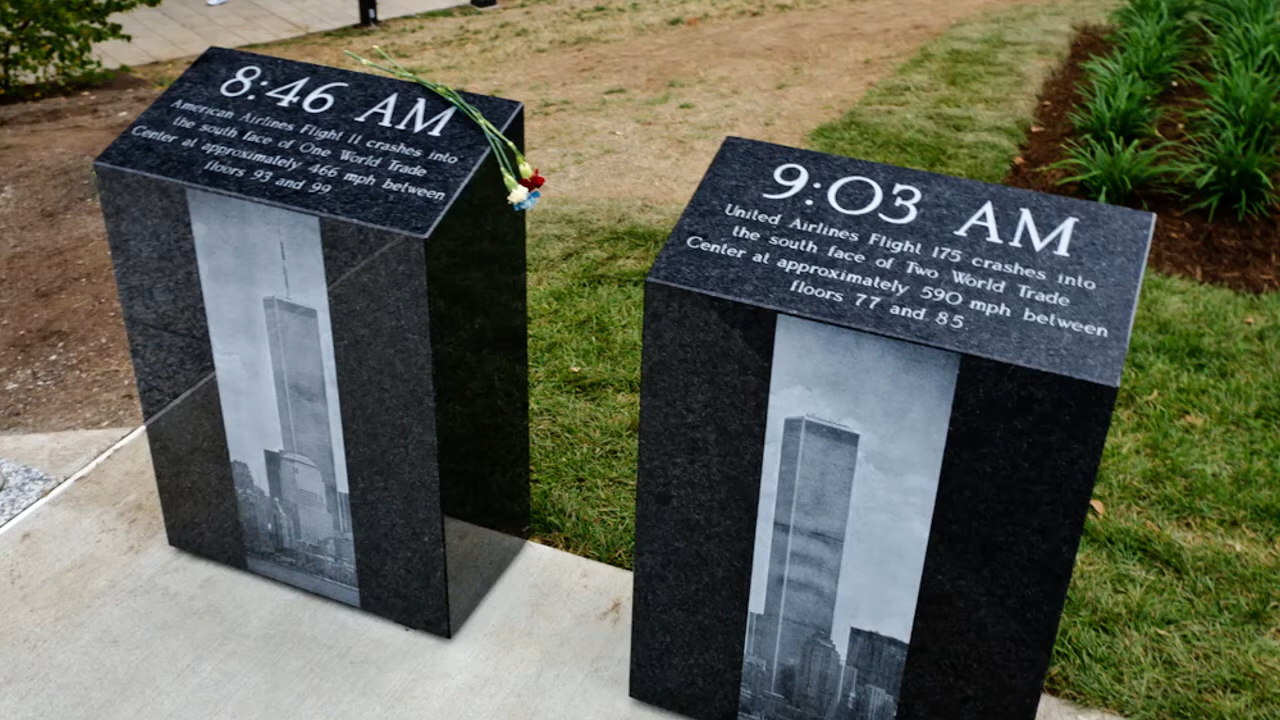 8:46 AM
American Airlines Flight 11 crashes into
the south face of One World Trade
Center at approximately 466 mph between
floors 93 and 99.
9:03 AM
United Airlines Flight 175 crashes into
the south face of Two World Trade
Center at approximately 590 mph between
floors 77 and 85.